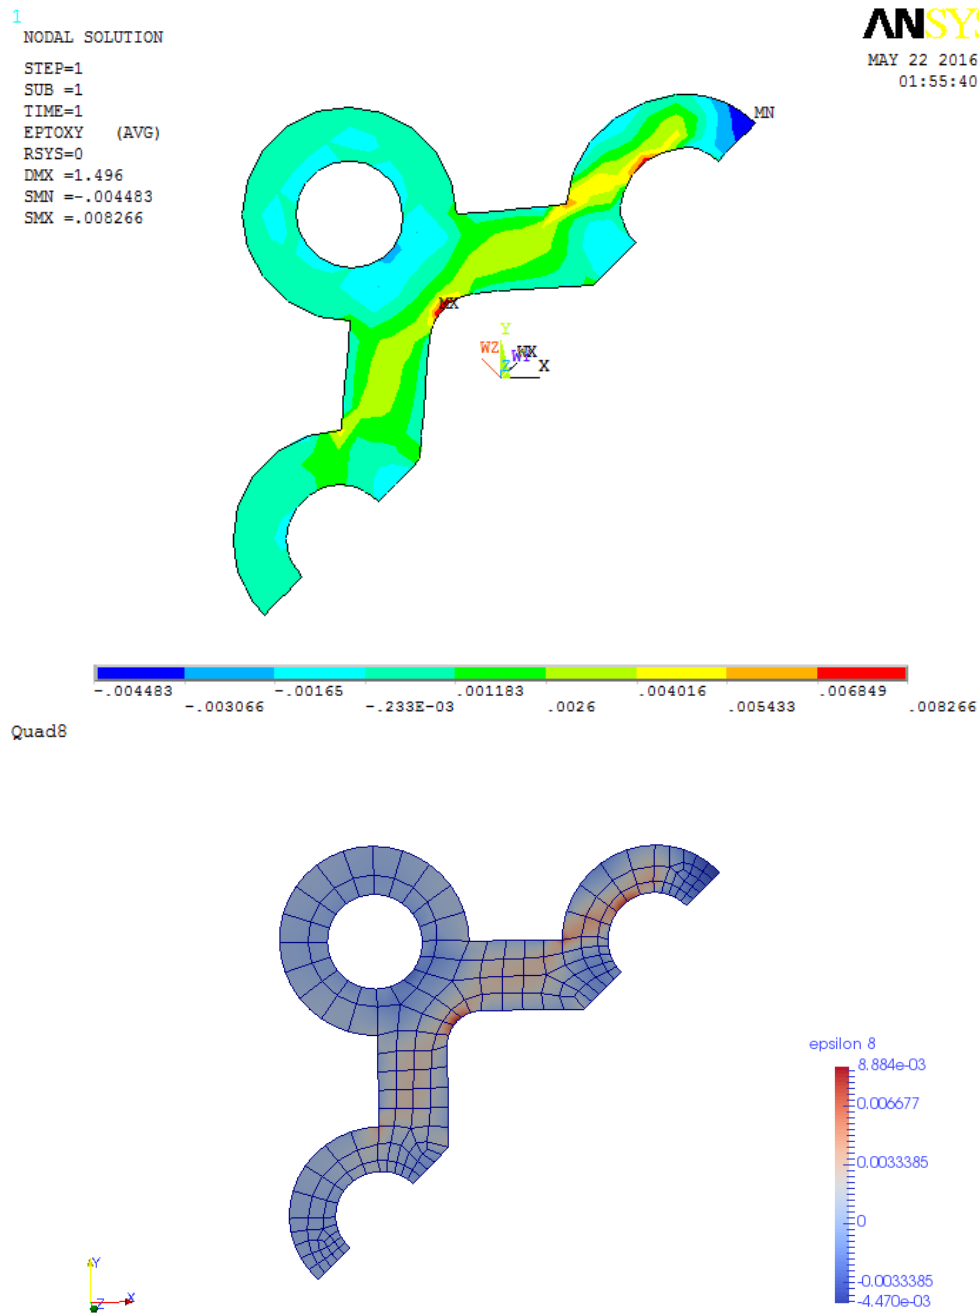 1
NODAL SOLUTION
STEP=1
SUB =1
TIME=1
EPTOXY (AVG)
RSYS=0
DMX =1.496
SMN =-.004483
SMX =.008266
ANSYS
MAY 22 2016
01:55:40
MN
MX
Y
WZ
WX
Z
X
-.004483
-.003066
-.00165
-.233E-03
.001183
.0026
.004016
.005433
.006849
.008266
Quad8
epsilon 8
8.884e-03
0.006677
0.0033385
0
-0.0033385
-4.470e-03
Y
Z
X